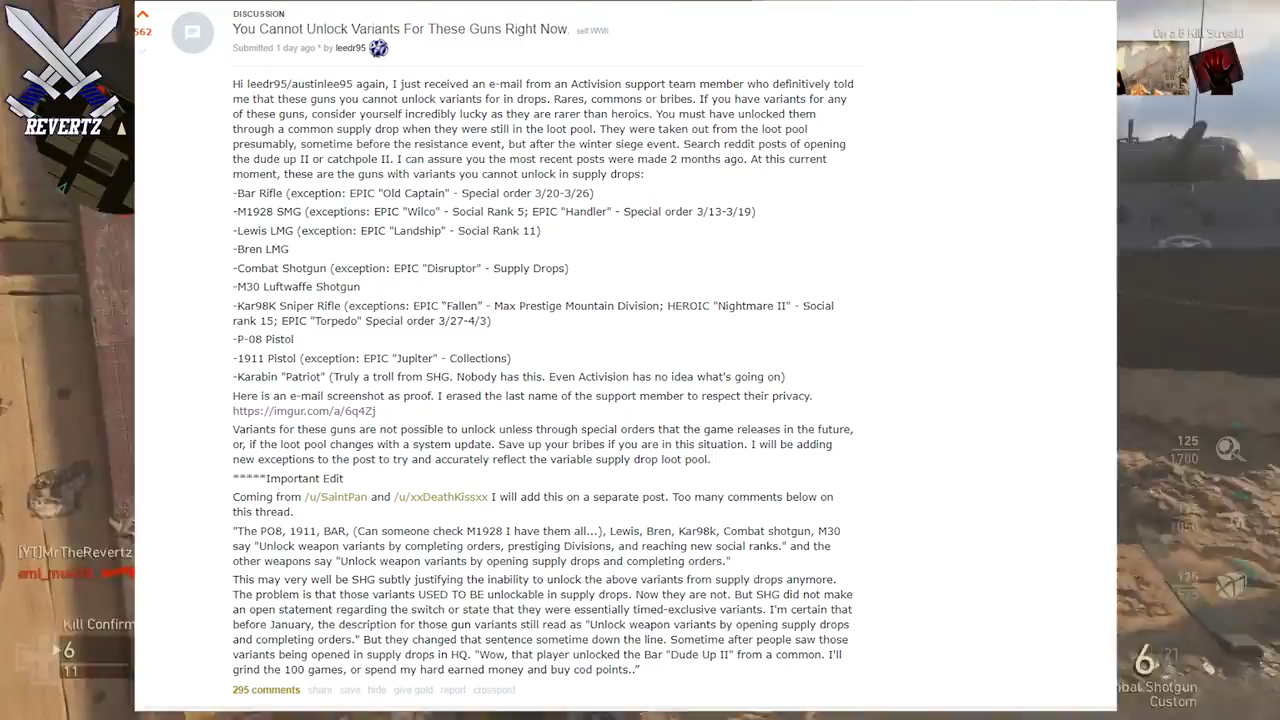 DISCUSSION
562
You Cannot Unlock Variants For These Guns Right Now. self.WWII
Submitted 1 day ago * by leedr95
On a 6 Kill Streak!
REVERTZ
Hi leedr95/austinlee95 again, I just received an e-mail from an Activision support team member who definitively told
me that these guns you cannot unlock variants for in drops. Rares, commons or bribes. If you have variants for any
of these guns, consider yourself incredibly lucky as they are rarer than heroics. You must have unlocked them
through a common supply drop when they were still in the loot pool. They were taken out from the loot pool
presumably, sometime before the resistance event, but after the winter siege event. Search reddit posts of opening
the dude up II or catchpole II. I can assure you the most recent posts were made 2 months ago. At this current
moment, these are the guns with variants you cannot unlock in supply drops:
-Bar Rifle (exception: EPIC "Old Captain" - Special order 3/20-3/26)
-M1928 SMG (exceptions: EPIC "Wilco" - Social Rank 5; EPIC "Handler" - Special order 3/13-3/19)
-Lewis LMG (exception: EPIC "Landship" - Social Rank 11)
-Bren LMG
-Combat Shotgun (exception: EPIC "Disruptor" - Supply Drops)
-M30 Luftwaffe Shotgun
-Kar98K Sniper Rifle (exceptions: EPIC “Fallen” - Max Prestige Mountain Division; HEROIC "Nightmare II" - Social
rank 15; EPIC "Torpedo" Special order 3/27-4/3)
-P-08 Pistol
-1911 Pistol (exception: EPIC "Jupiter" - Collections)
-Karabin "Patriot" (Truly a troll from SHG. Nobody has this. Even Activision has no idea what's going on)
Here is an e-mail screenshot as proof. I erased the last name of the support member to respect their privacy.
https://imgur.com/a/6q4Zj
Variants for these guns are not possible to unlock unless through special orders that the game releases in the future,
or, if the loot pool changes with a system update. Save up your bribes if you are in this situation. I will be adding
new exceptions to the post to try and accurately reflect the variable supply drop loot pool.
*****Important Edit
Coming from /u/SaintPan and /u/xxDeathKissxx I will add this on a separate post. Too many comments below on
this thread.
"The PO8, 1911, BAR, (Can someone check M1928 I have them all...), Lewis, Bren, Kar98k, Combat shotgun, M30
say "Unlock weapon variants by completing orders, prestiging Divisions, and reaching new social ranks." and the
other weapons say "Unlock weapon variants by opening supply drops and completing orders."
This may very well be SHG subtly justifying the inability to unlock the above variants from supply drops anymore.
The problem is that those variants USED TO BE unlockable in supply drops. Now they are not. But SHG did not make
an open statement regarding the switch or state that they were essentially timed-exclusive variants. I'm certain that
before January, the description for those gun variants still read as "Unlock weapon variants by opening supply drops
and completing orders." But they changed that sentence sometime down the line. Sometime after people saw those
variants being opened in supply drops in HQ. "Wow, that player unlocked the Bar "Dude Up II" from a common. I'll
grind the 100 games, or spend my hard earned money and buy cod points..”
295 comments share save hide give gold report crosspost
125
1,700
[YT]MrTheRevertz
125
Kill Confirm
6
11
6
Shotgun
Custom